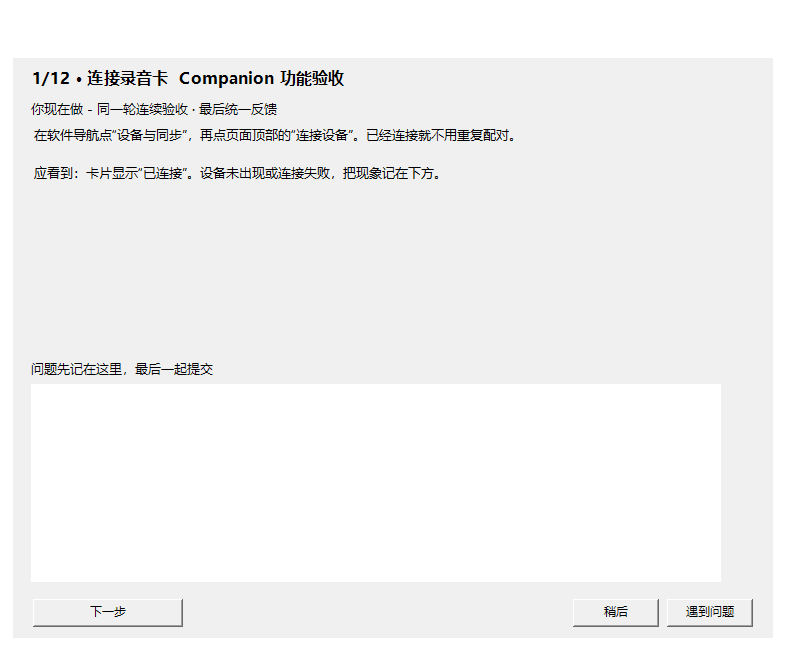 1/12 • 连接录音卡  Companion 功能验收
你现在做 - 同一轮连续验收 · 最后统一反馈
在软件导航点“设备与同步”，再点页面顶部的“连接设备”。已经连接就不用重复配对。
应看到：卡片显示“已连接”。设备未出现或连接失败，把现象记在下方。
问题先记在这里，最后一起提交
下一步
稍后
遇到问题